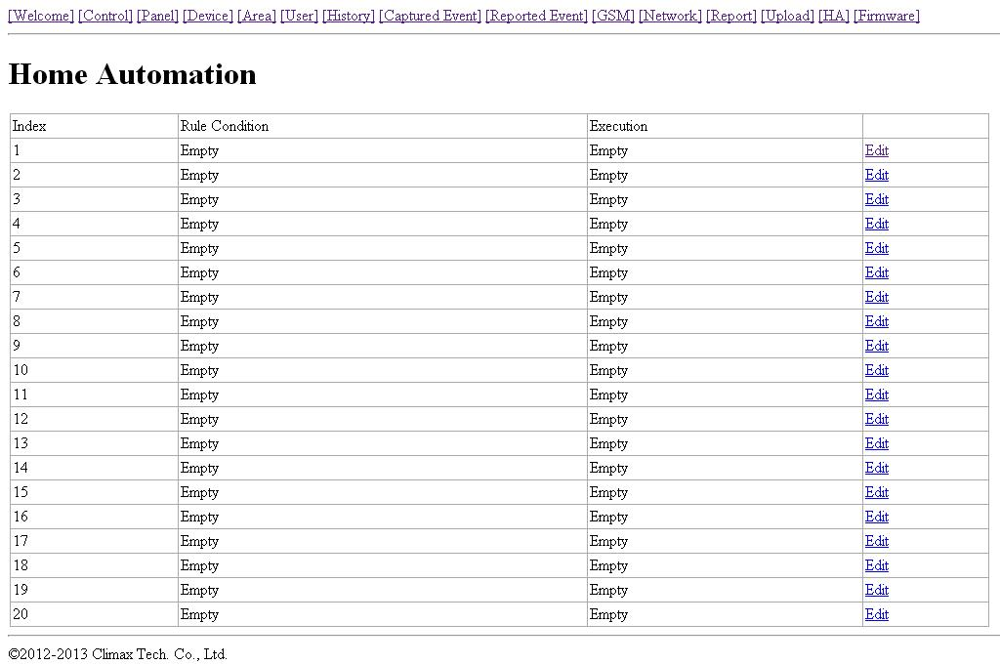 [Welcome] [Control] [Panel] [Device] [Area] [User] [History] [Captured Event] [Reported Event] [GSM] [Network] [Report] [Upload] [HA] [Firmware]
Home Automation
Index Rule Condition Execution
1 Empty Empty Edit
2 Empty Empty Edit
3 Empty Empty Edit
4 Empty Empty Edit
5 Empty Empty Edit
6 Empty Empty Edit
7 Empty Empty Edit
8 Empty Empty Edit
9 Empty Empty Edit
10 Empty Empty Edit
11 Empty Empty Edit
12 Empty Empty Edit
13 Empty Empty Edit
14 Empty Empty Edit
15 Empty Empty Edit
16 Empty Empty Edit
17 Empty Empty Edit
18 Empty Empty Edit
19 Empty Empty Edit
20 Empty Empty Edit
©2012-2013 Climax Tech. Co., Ltd.